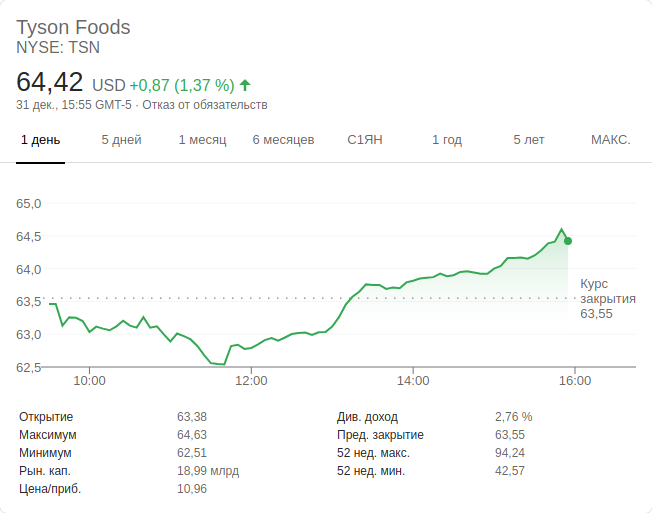 Tyson Foods
NYSE: TSN
64,42 USD +0,87 (1,37 %)
31 дек., 15:55 GMT-5 · Отказ от обязательств
1 день 5 дней 1 месяц 6 месяцев С1ЯН 1 год 5 лет МАКС.
65,0
64,5
64,0
63,5
63,0
62,5
Курс
закрытия
63,55
10:00 12:00 14:00 16:00
Открытие 63,38 Див. доход 2,76 %
Максимум 64,63 Пред. закрытие 63,55
Минимум 62,51 52 нед. макс. 94,24
Рын. кап. 18,99 млрд 52 нед. мин. 42,57
Цена/приб. 10,96